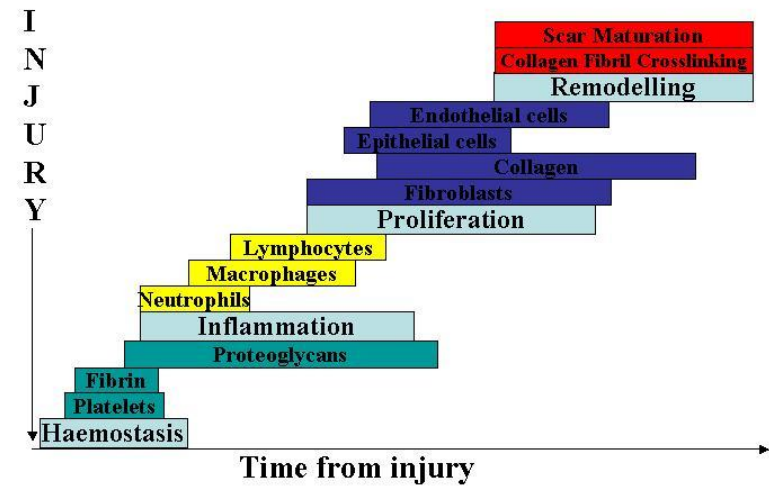 INJURY
Scar Maturation
Collagen Fibril Crosslinking
Remodelling
Endothelial cells
Epithelial cells
Collagen
Fibroblasts
Proliferation
Lymphocytes
Macrophages
Neutrophils
Inflammation
Proteoglycans
Fibrin
Platelets
Haemostasis
Time from injury